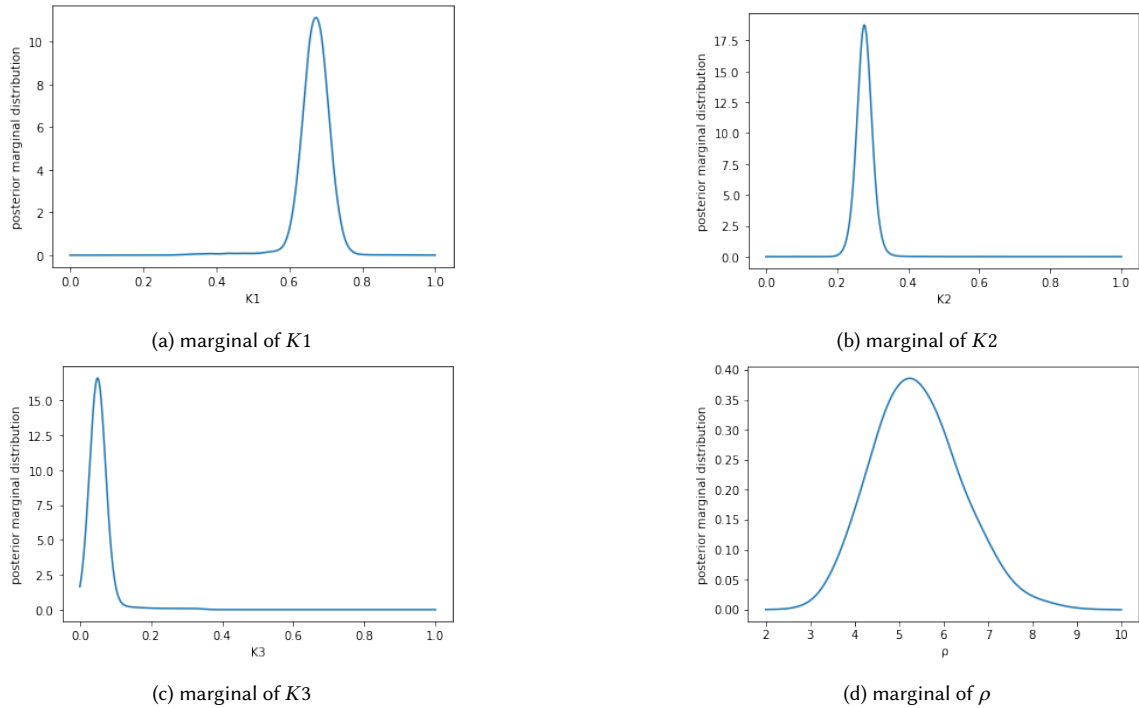 posterior marginal distribution
10
8
6
4
2
0
0.0 0.2 0.4 0.6 0.8 1.0
K1
(a) marginal of K1
posterior marginal distribution
17.5
15.0
12.5
10.0
7.5
5.0
2.5
0.0
0.0 0.2 0.4 0.6 0.8 1.0
K2
(b) marginal of K2
posterior marginal distribution
15.0
12.5
10.0
7.5
5.0
2.5
0.0
0.0 0.2 0.4 0.6 0.8 1.0
K3
(c) marginal of K3
posterior marginal distribution
0.40
0.35
0.30
0.25
0.20
0.15
0.10
0.05
0.00
2 3 4 5 6 7 8 9 10
ρ
(d) marginal of ρ